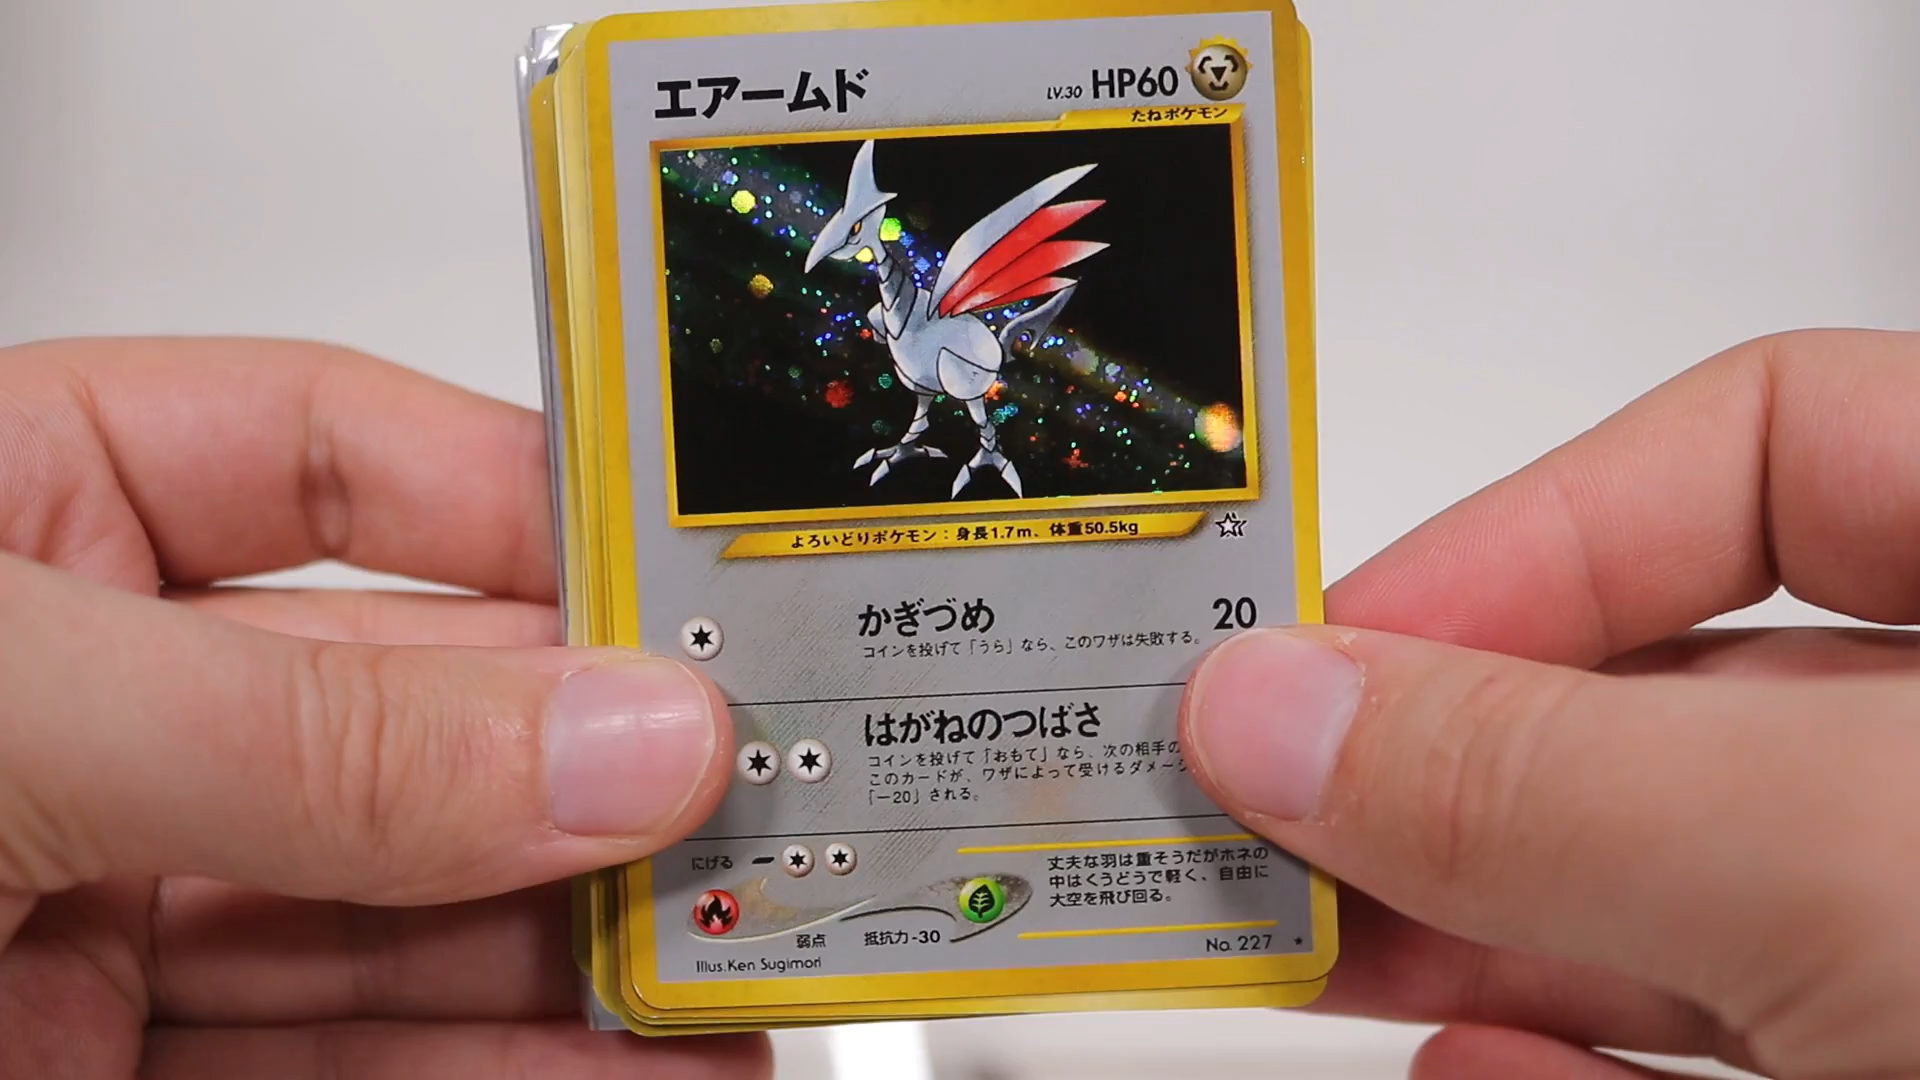 エアームド
LV.30 HP60
たねポケモン
よろいどりポケモン：身長1.7m、体重50.5kg
かぎづめ 20
コインを投げて「うら」なら、このワザは失敗する。
はがねのつばさ
コインを投げて「おもて」なら、次の相手の
このカードが、ワザによって受けるダメージ
「－20」される。
にげる
丈夫な羽は重そうだがホネの
中はくうどうで軽く、自由に
大空を飛び回る。
弱点 抵抗力-30
No. 227
Illus.Ken Sugimori